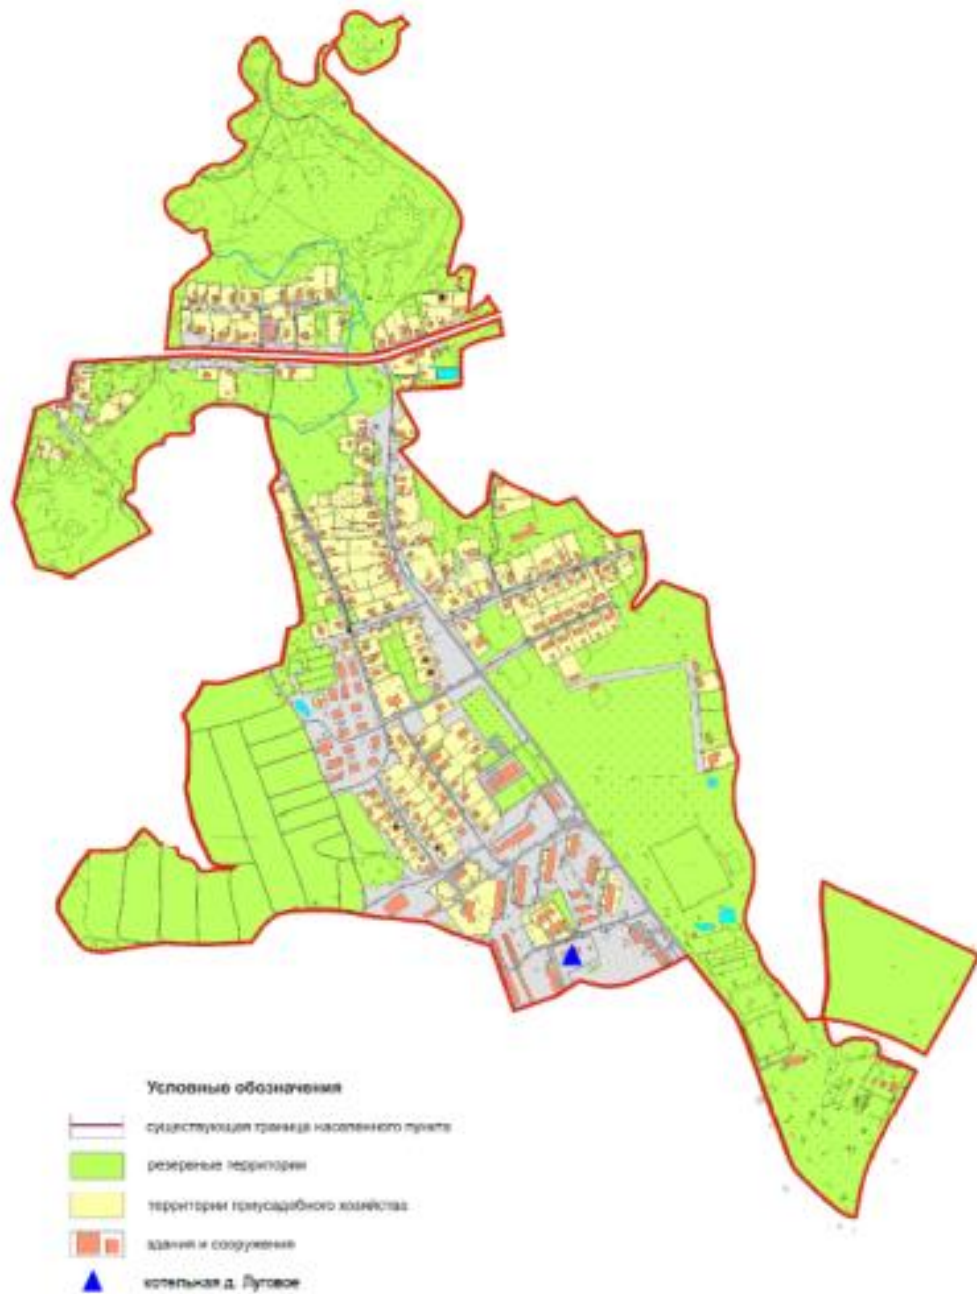 Условные обозначения
существующая граница населенного пункта
резервные территории
территории приусадебного хозяйства
здания и сооружения
котельная д. Луговое